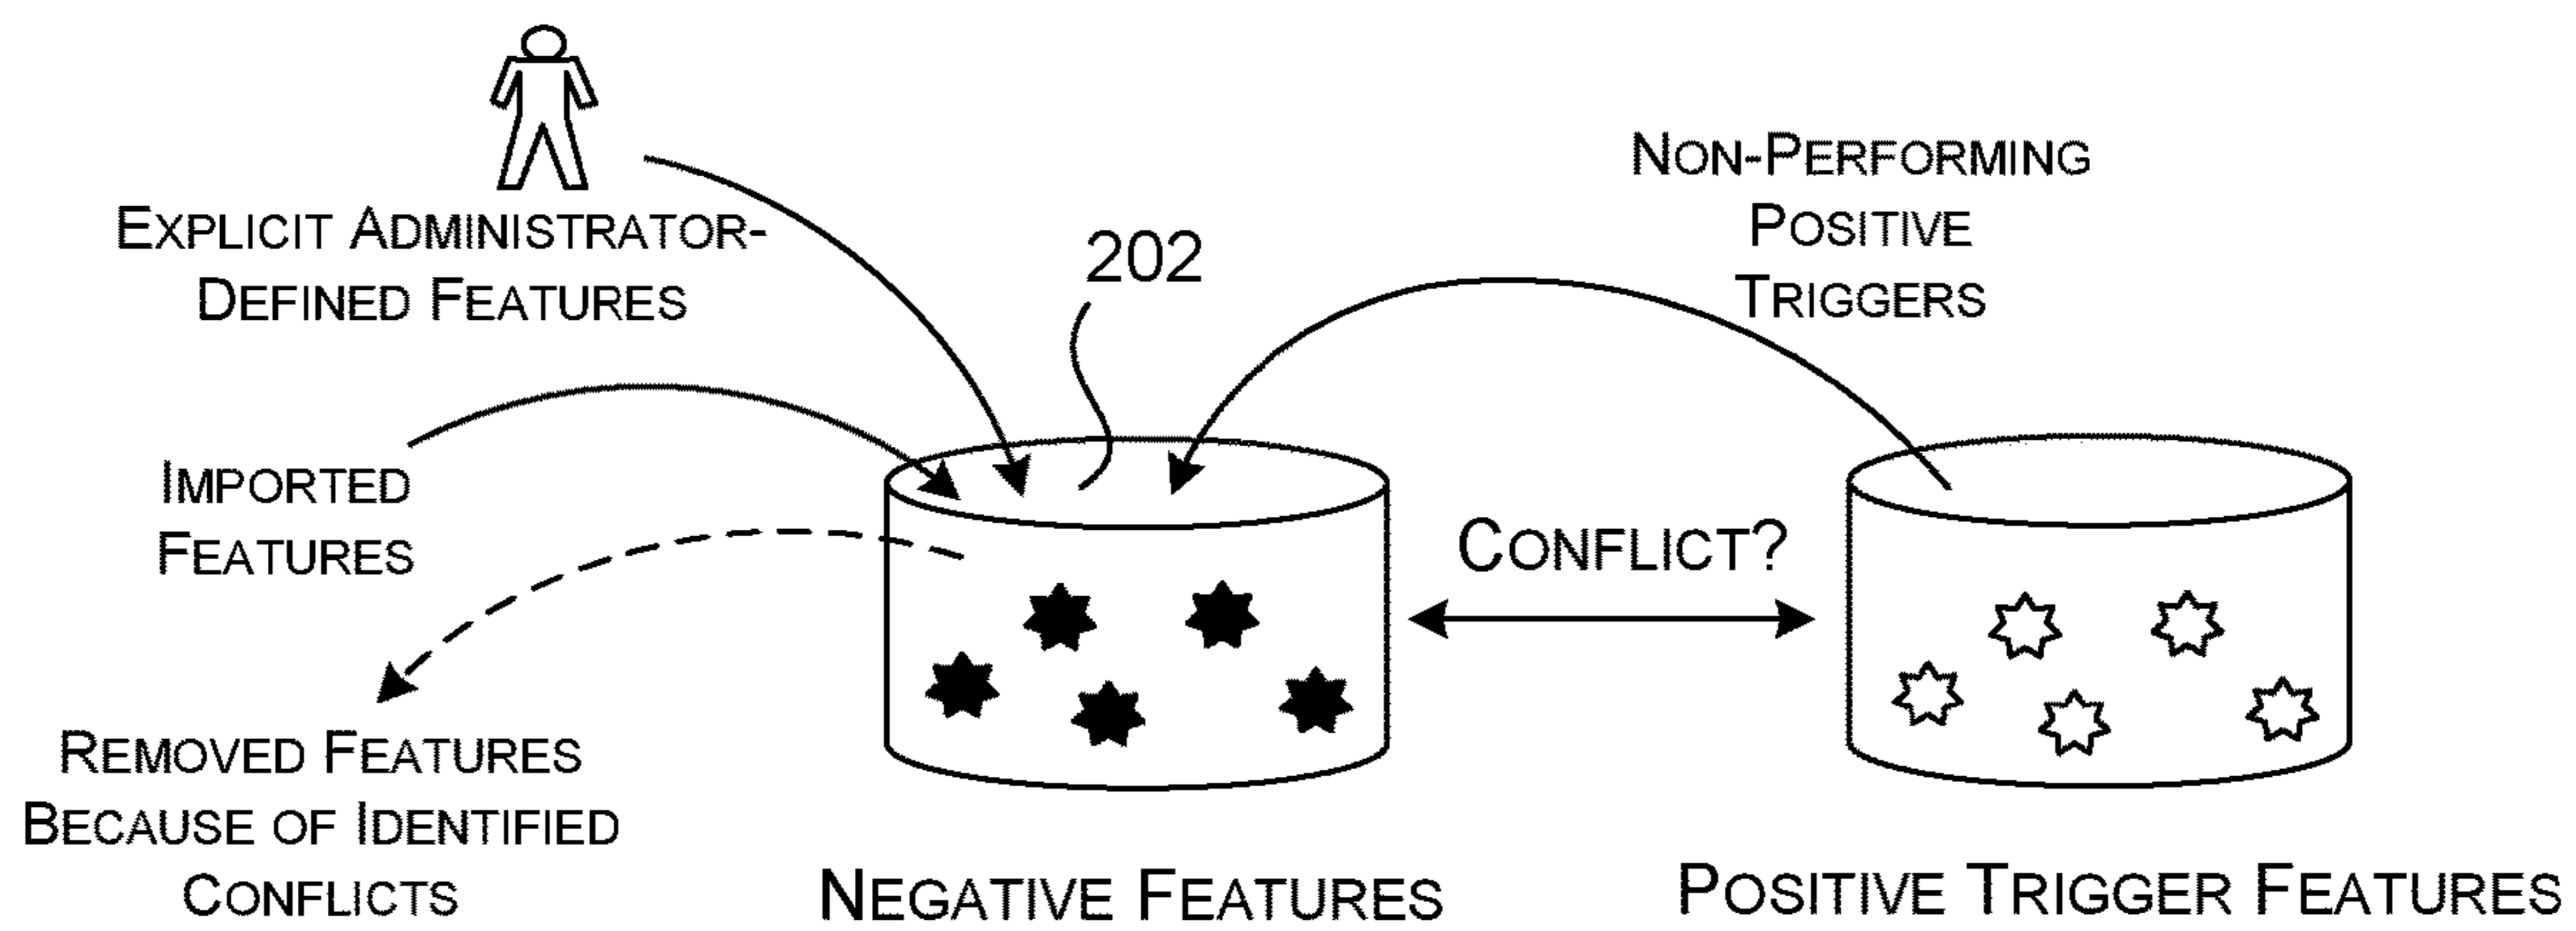 EXPLICIT ADMINISTRATOR-
DEFINED FEATURES
202
NON-PERFORMING
POSITIVE
TRIGGERS
IMPORTED
FEATURES
CONFLICT?
REMOVED FEATURES
BECAUSE OF IDENTIFIED
CONFLICTS
NEGATIVE FEATURES
POSITIVE TRIGGER FEATURES